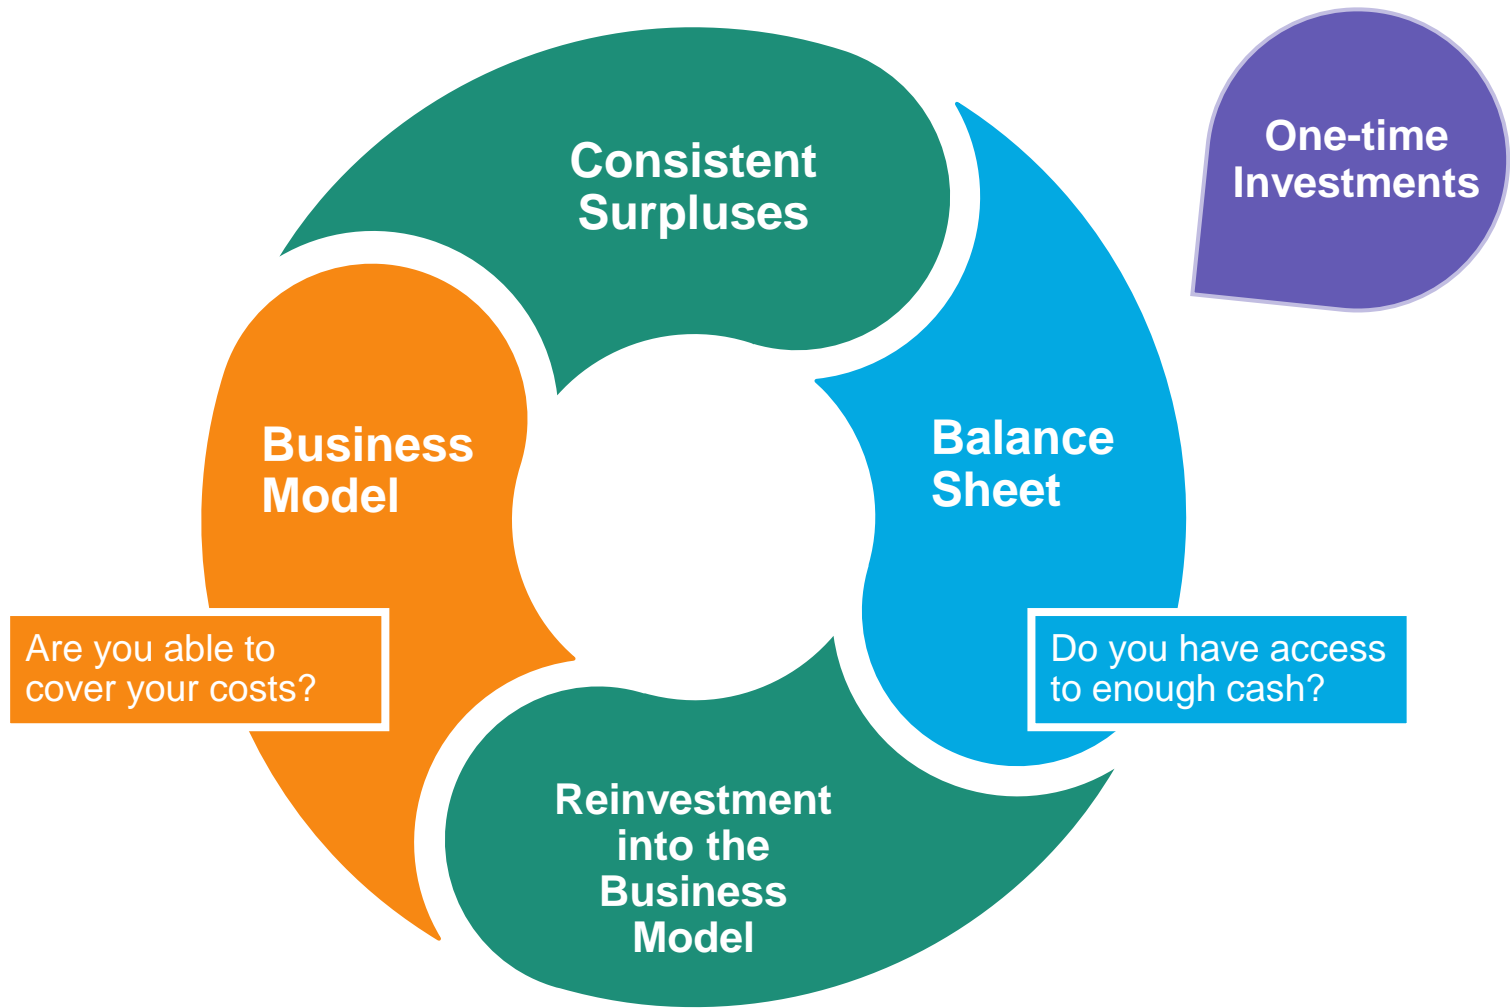 Consistent
Surpluses
One-time
Investments
Business
Model
Balance
Sheet
Are you able to
cover your costs?
Do you have access
to enough cash?
Reinvestment
into the
Business
Model